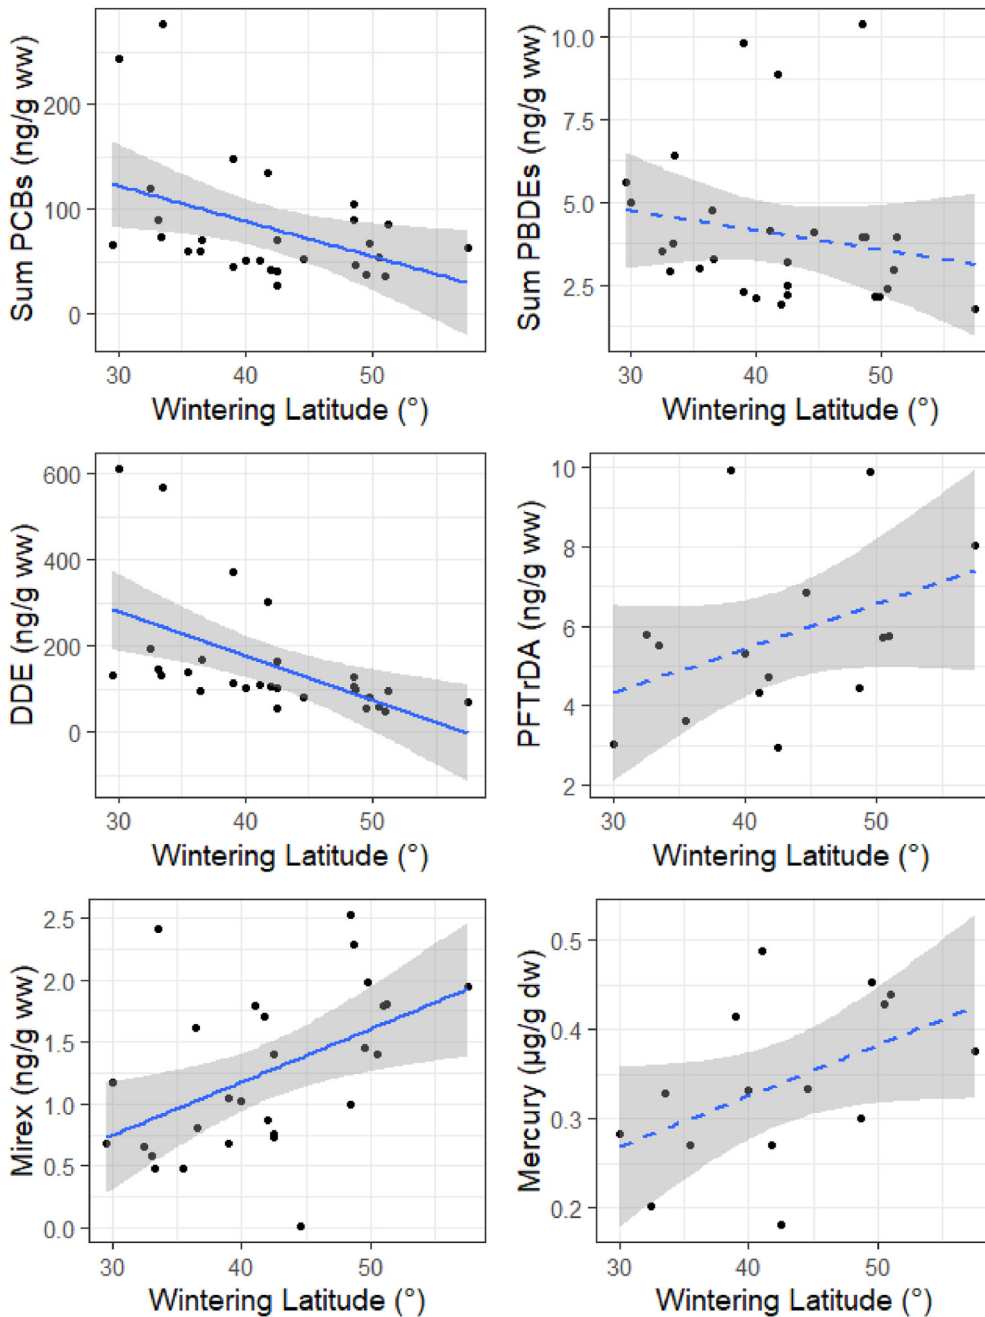 Sum PCBs (ng/g ww)
200
100
0
30 40 50
Wintering Latitude (°)
Sum PBDEs (ng/g ww)
10.0
7.5
5.0
2.5
30 40 50
Wintering Latitude (°)
DDE (ng/g ww)
600
400
200
0
30 40 50
Wintering Latitude (°)
PFTrDA (ng/g ww)
10
8
6
4
2
30 40 50
Wintering Latitude (°)
Mirex (ng/g ww)
2.5
2.0
1.5
1.0
0.5
0.0
30 40 50
Wintering Latitude (°)
Mercury (µg/g dw)
0.5
0.4
0.3
0.2
30 40 50
Wintering Latitude (°)